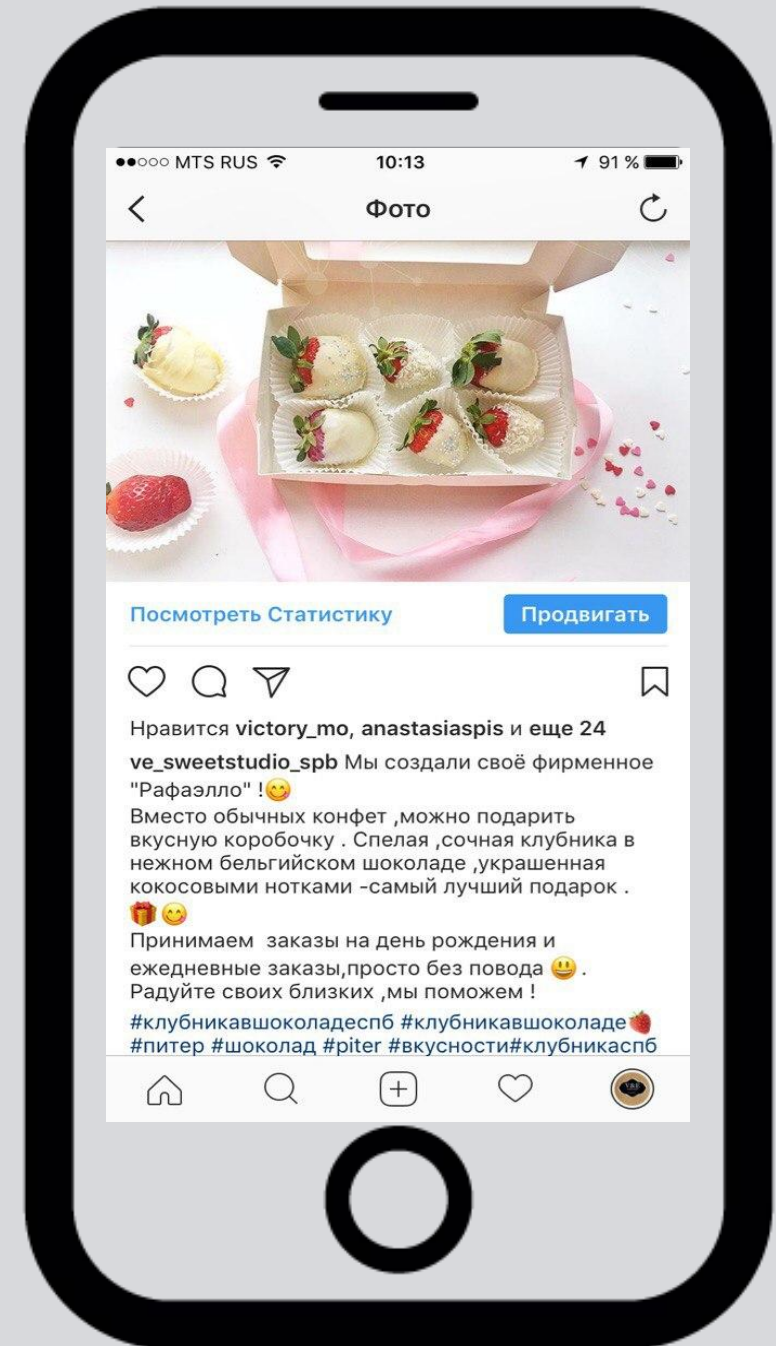 ●●○○○ MTS RUS 10:13 91 %
Фото
Посмотреть Статистику Продвигать
Нравится victory_mo, anastasiaspis и еще 24
ve_sweetstudio_spb Мы создали своё фирменное
"Рафаэлло" !😋
Вместо обычных конфет ,можно подарить
вкусную коробочку . Спелая ,сочная клубника в
нежном бельгийском шоколаде ,украшенная
кокосовыми нотками -самый лучший подарок .
🎁😋
Принимаем заказы на день рождения и
ежедневные заказы,просто без повода 😃 .
Радуйте своих близких ,мы поможем !
#клубникавшоколадеспб #клубникавшоколаде🍓
#питер #шоколад #piter #вкусности#клубникаспб